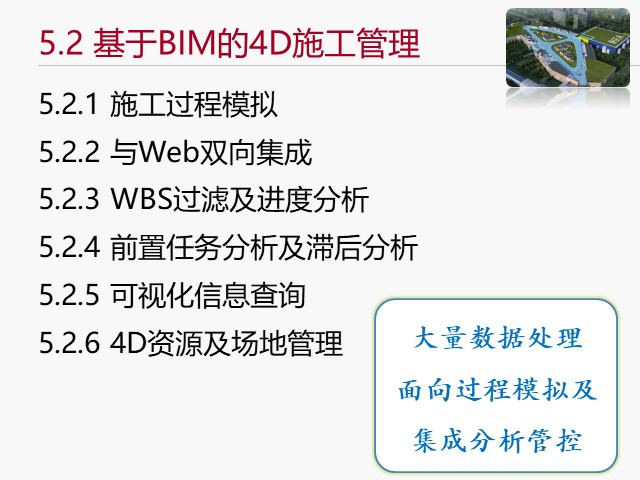 5.2 基于BIM的4D施工管理
5.2.1 施工过程模拟
5.2.2 与Web双向集成
5.2.3 WBS过滤及进度分析
5.2.4 前置任务分析及滞后分析
5.2.5 可视化信息查询
5.2.6 4D资源及场地管理
大量数据处理
面向过程模拟及
集成分析管控